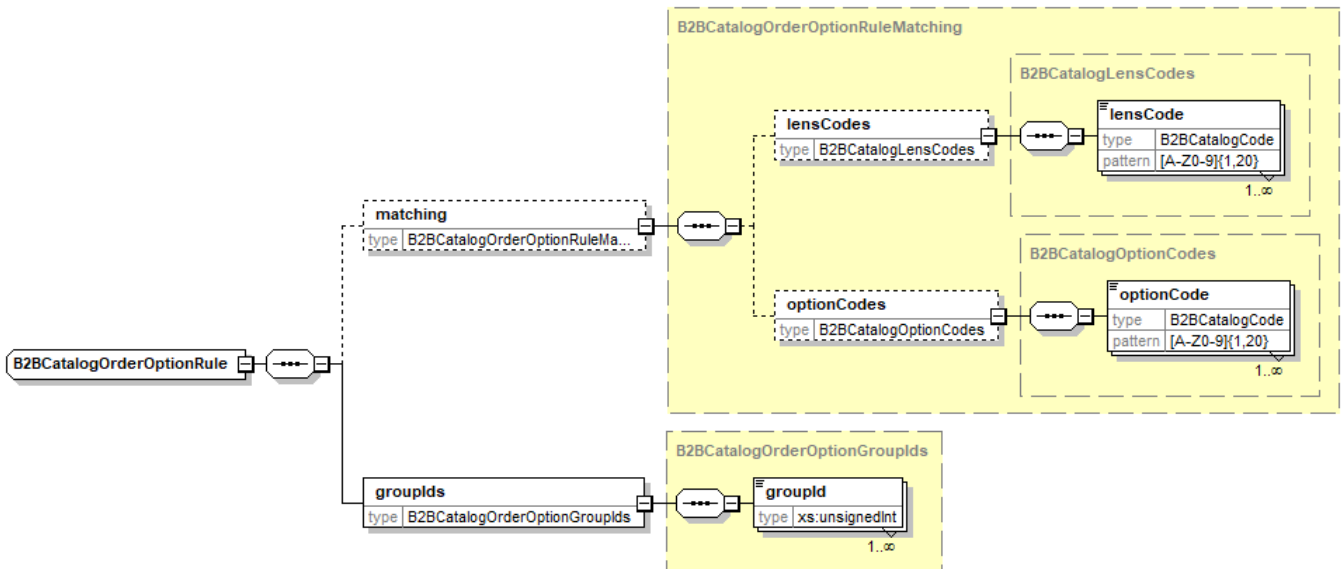 B2BCatalogOrderOptionRuleMatching
B2BCatalogLensCodes
lensCodes
type B2BCatalogLensCodes
lensCode
type B2BCatalogCode
pattern [A-Z0-9]{1,20}
1..∞
matching
type B2BCatalogOrderOptionRuleMa...
B2BCatalogOptionCodes
optionCodes
type B2BCatalogOptionCodes
optionCode
type B2BCatalogCode
pattern [A-Z0-9]{1,20}
1..∞
B2BCatalogOrderOptionRule
B2BCatalogOrderOptionGroupIds
groupIds
type B2BCatalogOrderOptionGroupIds
groupId
type xs:unsignedInt
1..∞